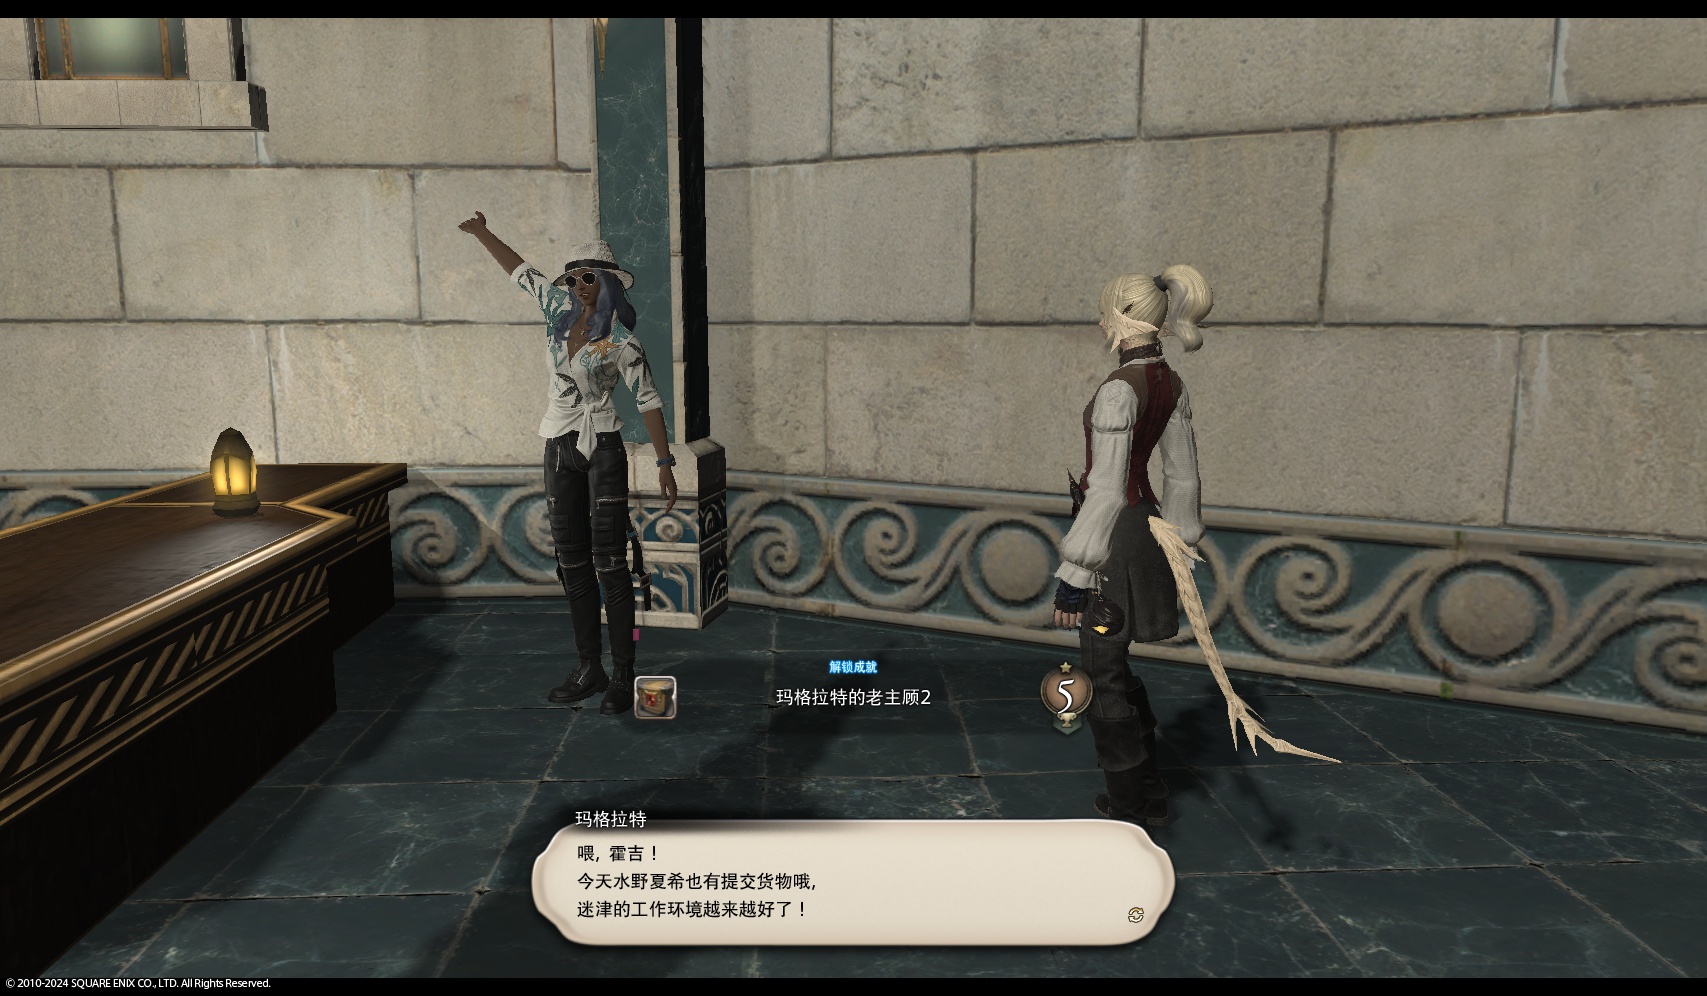 解锁成就
玛格拉特的老主顾2
5
玛格拉特
喂，霍吉！
今天水野夏希也有提交货物哦，
迷津的工作环境越来越好了！
© 2010-2024 SQUARE ENIX CO., LTD. All Rights Reserved.